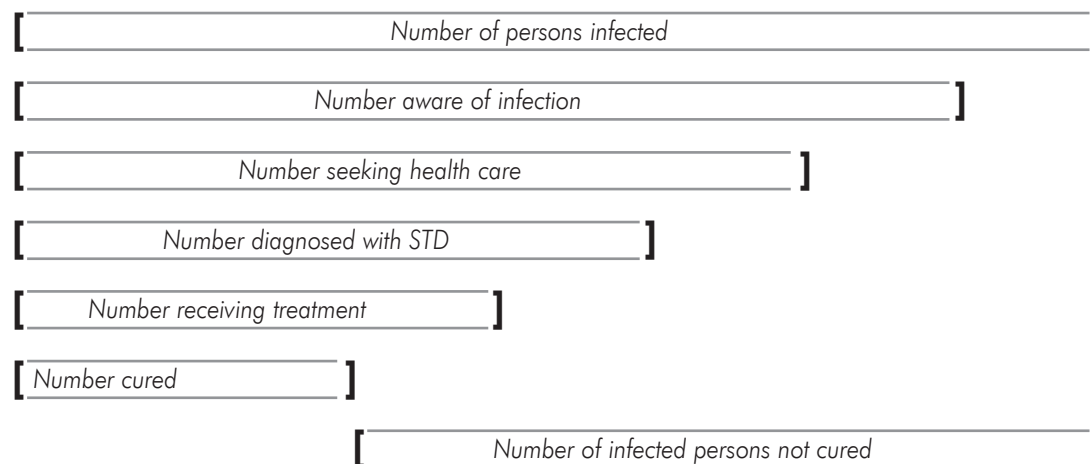 Number of persons infected
Number aware of infection
Number seeking health care
Number diagnosed with STD
Number receiving treatment
Number cured
Number of infected persons not cured